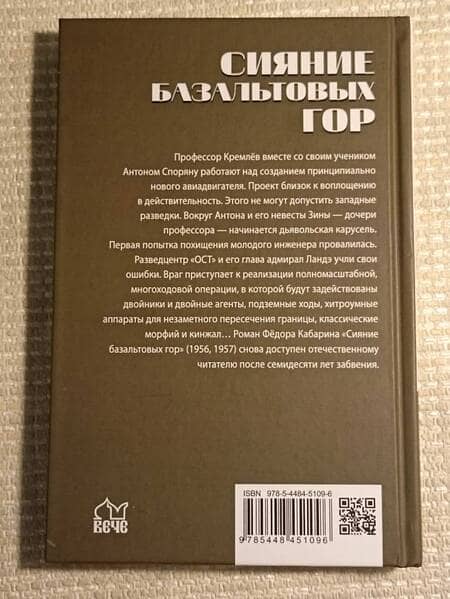 СИЯНИЕ
БАЗАЛЬТОВЫХ
ГОР
Профессор Кремлёв вместе со своим учеником
Антоном Споряну работают над созданием принципиально
нового авиадвигателя. Проект близок к воплощению
в действительность. Этого не могут допустить западные
разведки. Вокруг Антона и его невесты Зины — дочери
профессора — начинается дьявольская карусель.
Первая попытка похищения молодого инженера провалилась.
Разведцентр «ОСТ» и его глава адмирал Ландэ учли свои
ошибки. Враг приступает к реализации полномасштабной,
многоходовой операции, в которой будут задействованы
двойники и двойные агенты, подземные ходы, хитроумные
аппараты для незаметного пересечения границы, классические
морфий и кинжал... Роман Фёдора Кабарина «Сияние
базальтовых гор» (1956, 1957) снова доступен отечественному
читателю после семидесяти лет забвения.
ISBN 978-5-4484-5109-6
9 785448 451096
ВЕЧЕ